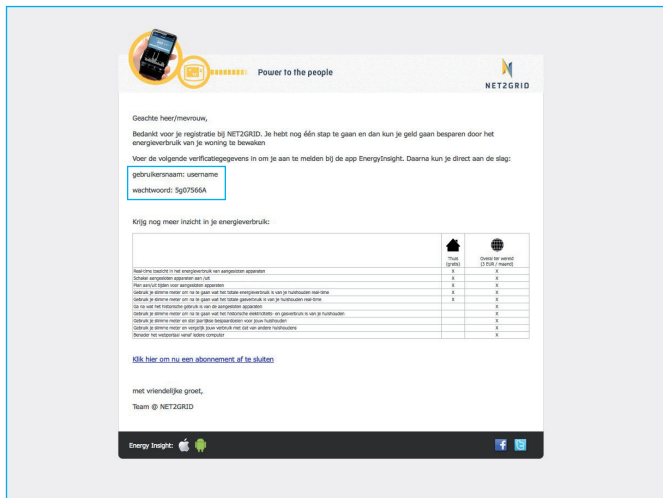 Power to the people
NET2GRID
Geachte heer/mevrouw,
Bedankt voor je registratie bij NET2GRID. Je hebt nog één stap te gaan en dan kun je geld gaan besparen door het
energieverbruik van je woning te bewaken
Voer de volgende verificatiegegevens in om je aan te melden bij de app EnergyInsight. Daarna kun je direct aan de slag:
gebruikersnaam: username
wachtwoord: 5g07S66A
Krijg nog meer inzicht in je energieverbruik:
Thuis Overal ter wereld
(gratis) (3 EUR / maand)
Real-time toezicht in het energieverbruik van aangesloten apparaten X X
Schakel aangesloten apparaten aan /uit X X
Plan aan/uit tijden voor aangesloten apparaten X X
Gebruik je slimme meter om na te gaan wat het totale energieverbruik is van je huishouden real-time X X
Gebruik je slimme meter om na te gaan wat het totale gasverbruik is van je huishouden real-time X X
Ga na wat het historische gebruik is van de aangesloten apparaten X
Gebruik je slimme meter om na te gaan wat het historische elektriciteits- en gasverbruik is van je huishouden X
Gebruik je slimme meter en stel jaarlijkse bespaardoelen voor jouw huishouden X
Gebruik je slimme meter en vergelijk jouw verbruik met dat van andere huishoudens X
Benader het webportaal vanaf iedere computer X
Klik hier om nu een abonnement af te sluiten
met vriendelijke groet,
Team @ NET2GRID
Energy Insight: